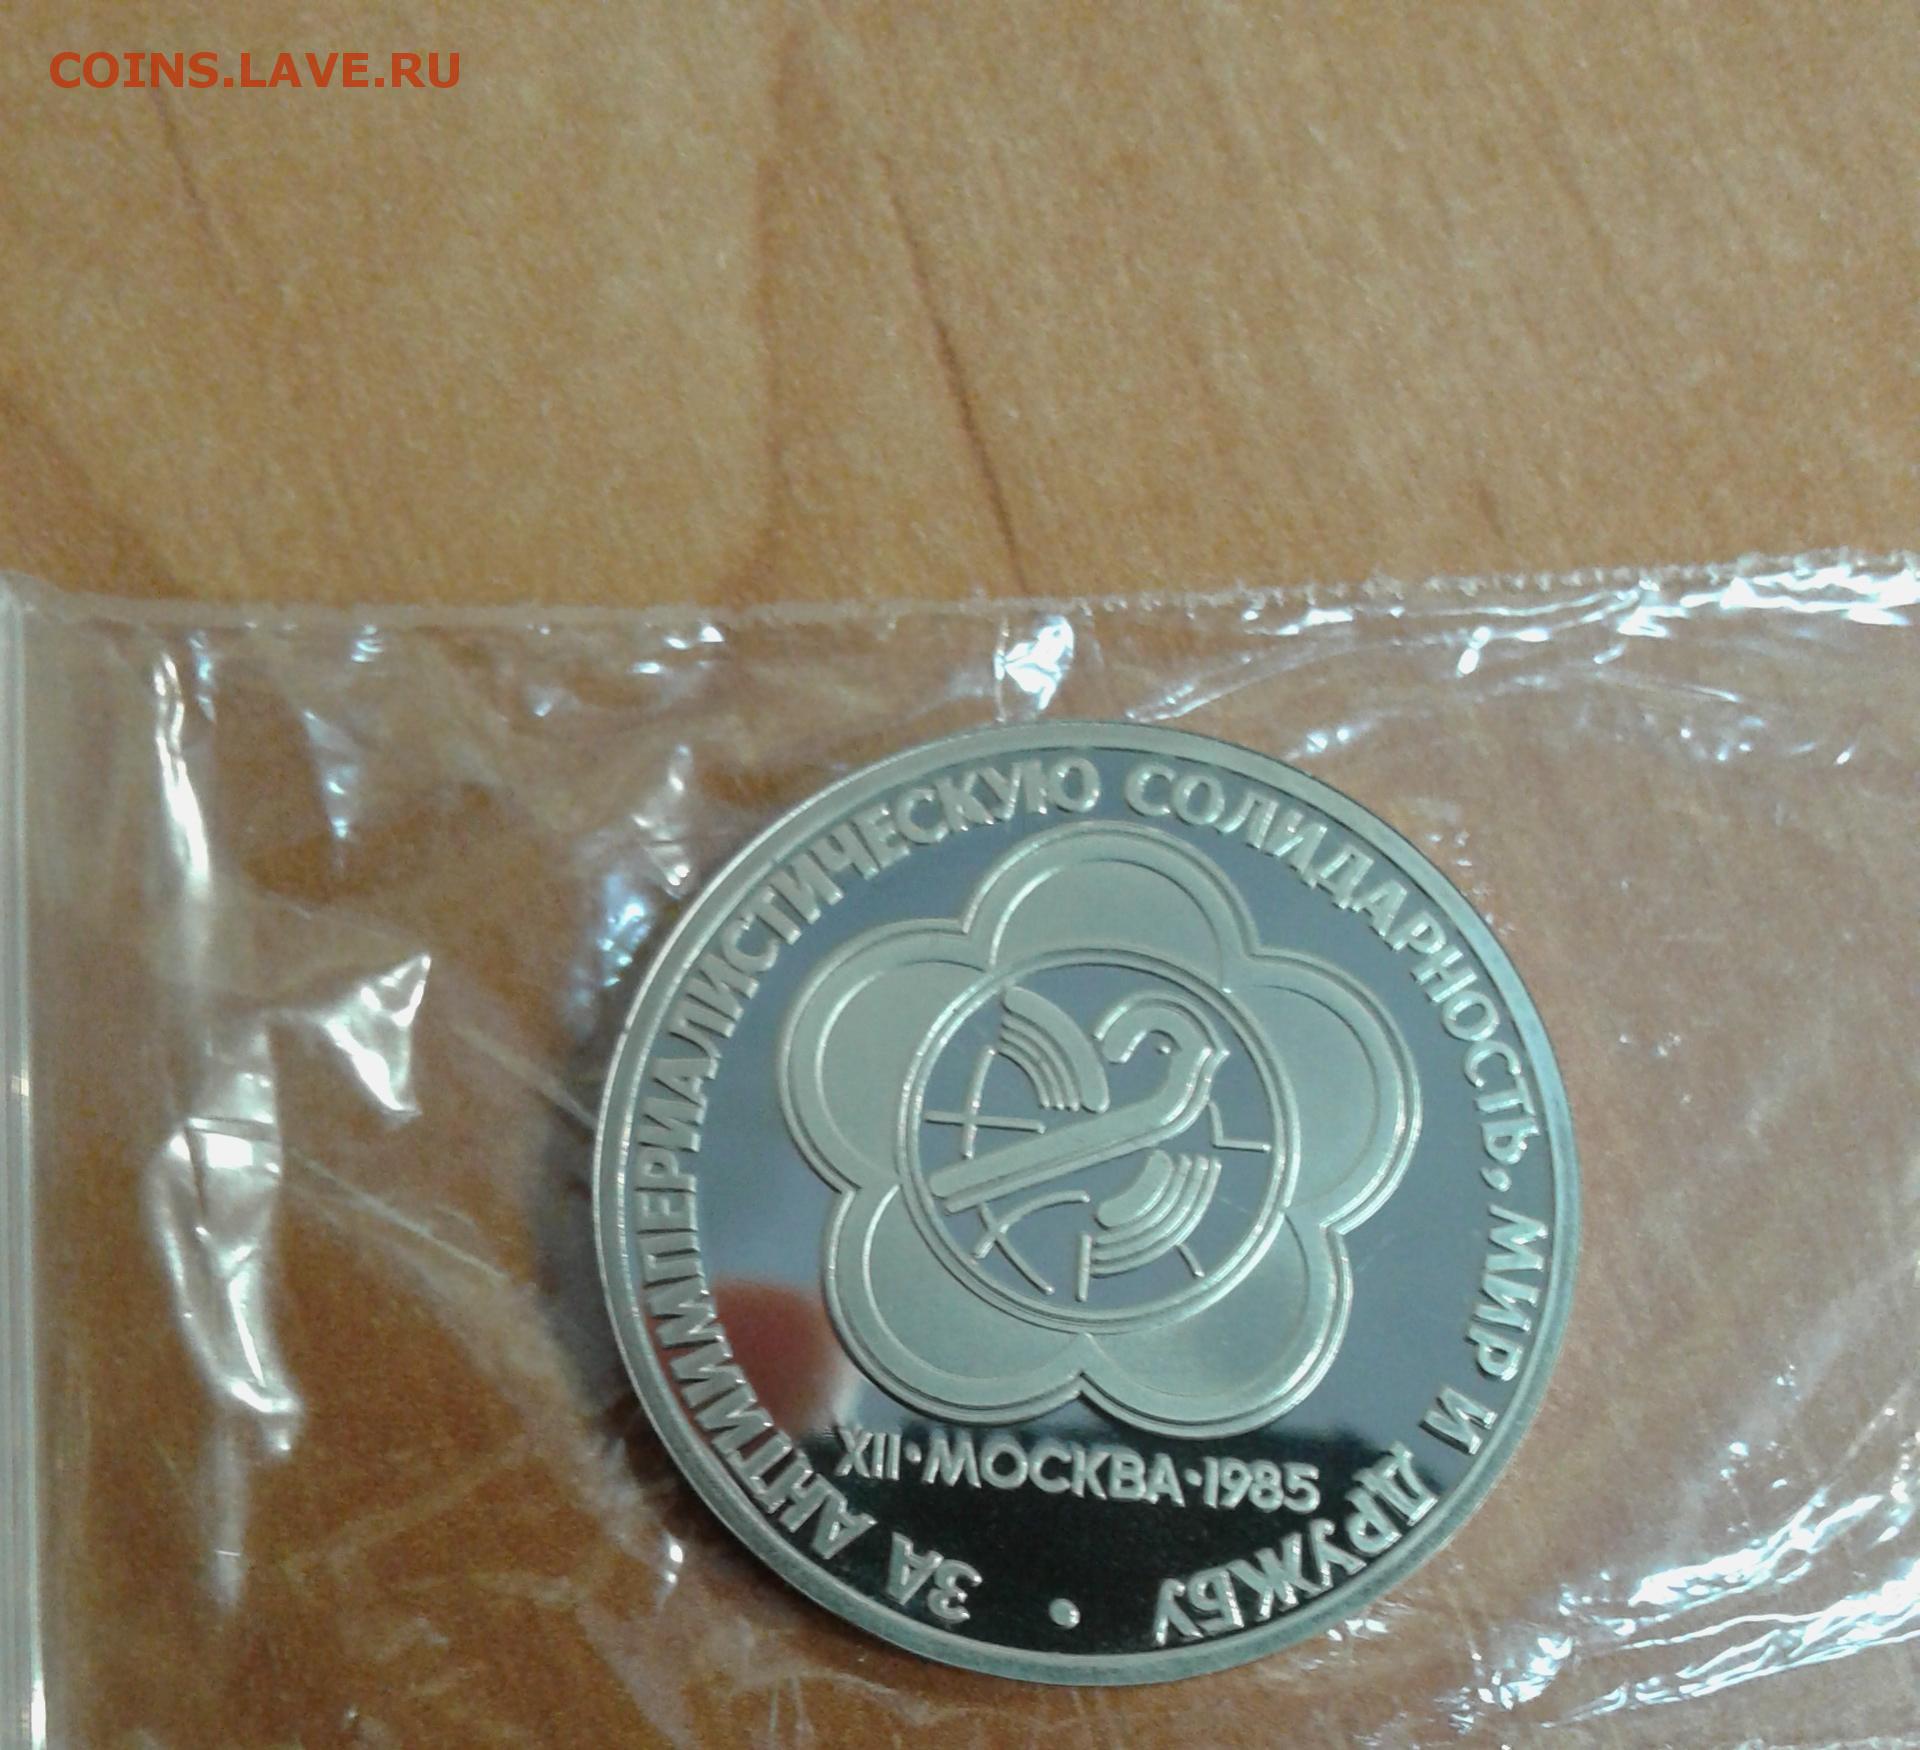 COINS.LAVE.RU
ЗА АНТИИМПЕРИАЛИСТИЧЕСКУЮ СОЛИДАРНОСТЬ, МИР И ДРУЖБУ •
XII•МОСКВА•1985